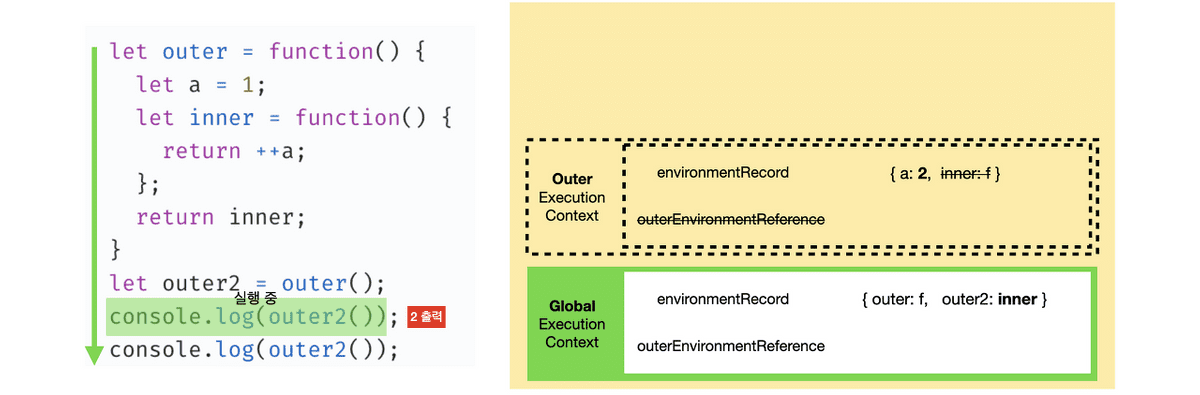 let outer = function() {
let a = 1;
let inner = function() {
return ++a;
};
return inner;
}
let outer2 = outer();
실행 중
console.log(outer2()); 2 출력
console.log(outer2());
Outer
Execution
Context
environmentRecord { a: 2, inner: f }
outerEnvironmentReference
Global
Execution
Context
environmentRecord { outer: f, outer2: inner }
outerEnvironmentReference